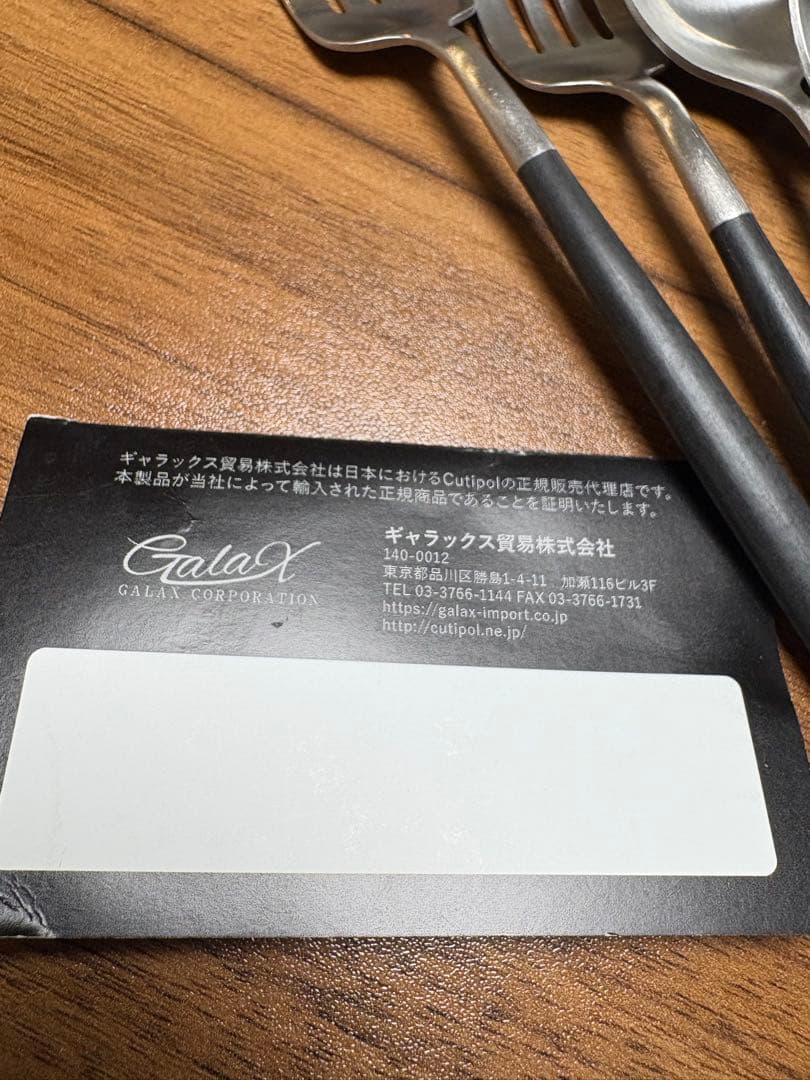 ギャラックス貿易株式会社は日本におけるCutipolの正規販売代理店です。
本製品が当社によって輸入された正規商品であることを証明いたします。
GalaX
GALAX CORPORATION
ギャラックス貿易株式会社
140-0012
東京都品川区勝島1-4-11 加瀬116ビル3F
TEL 03-3766-1144 FAX 03-3766-1731
https://galax-import.co.jp
http://cutipol.ne.jp/